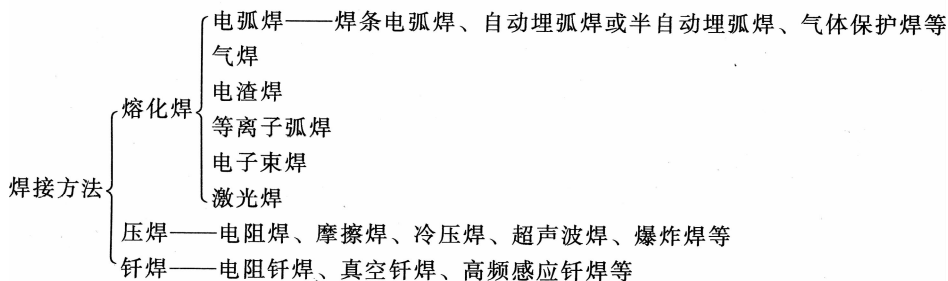 电弧焊——焊条电弧焊、自动埋弧焊或半自动埋弧焊、气体保护焊等
气焊
电渣焊
熔化焊
等离子弧焊
电子束焊
焊接方法
激光焊
压焊——电阻焊、摩擦焊、冷压焊、超声波焊、爆炸焊等
钎焊——电阻钎焊、真空钎焊、高频感应钎焊等